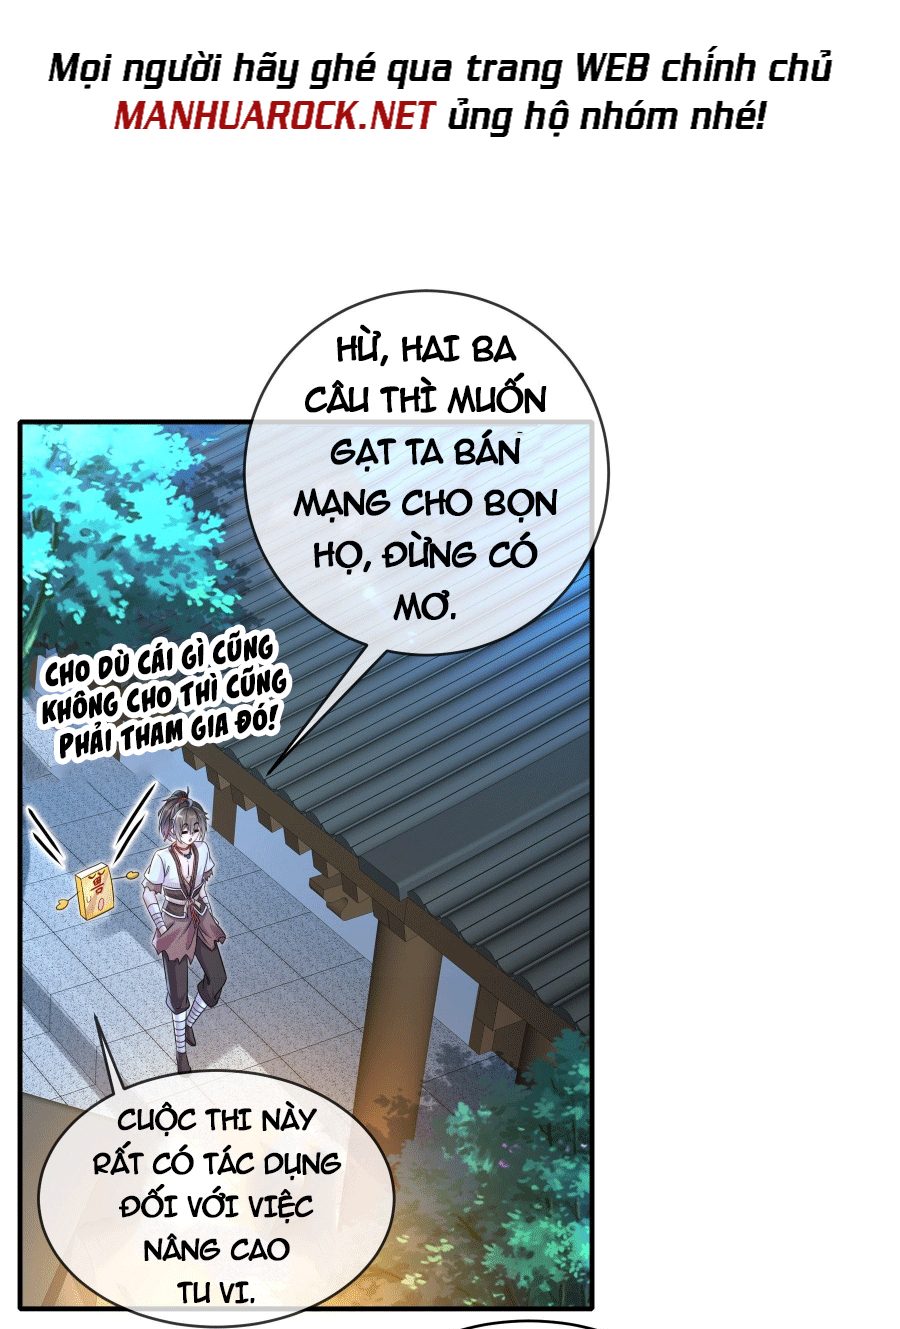 Mọi người hãy ghé qua trang WEB chính chủ
MANHUAROCK.NET ủng hộ nhóm nhé!
HỪ, HAI BA
CÂU THÌ MUỐN
GẠT TA BÁN
MẠNG CHO BỌN
HỌ, ĐỪNG CÓ
MƠ.
CHO DÙ CÁI GÌ CŨNG
KHÔNG CHO THÌ CŨNG
PHẢI THAM GIA ĐÓ!
CUỘC THI NÀY
RẤT CÓ TÁC DỤNG
ĐỐI VỚI VIỆC
NÂNG CAO
TU VI.